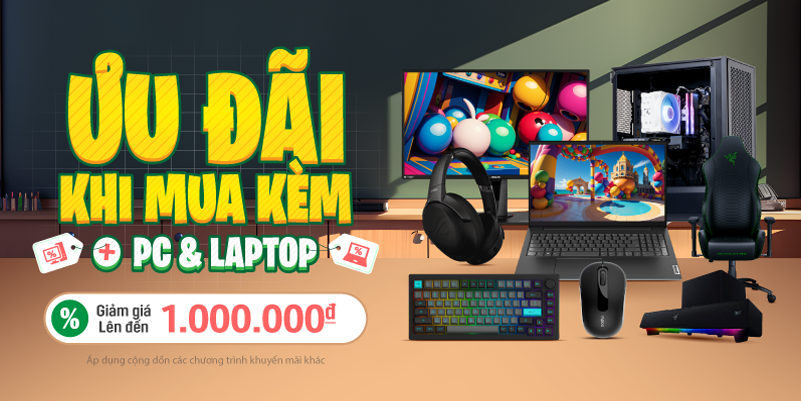 ƯU ĐÃI
KHI MUA KÈM
+ PC & LAPTOP
% Giảm giá
Lên đến 1.000.000đ
Áp dụng cộng dồn các chương trình khuyến mãi khác